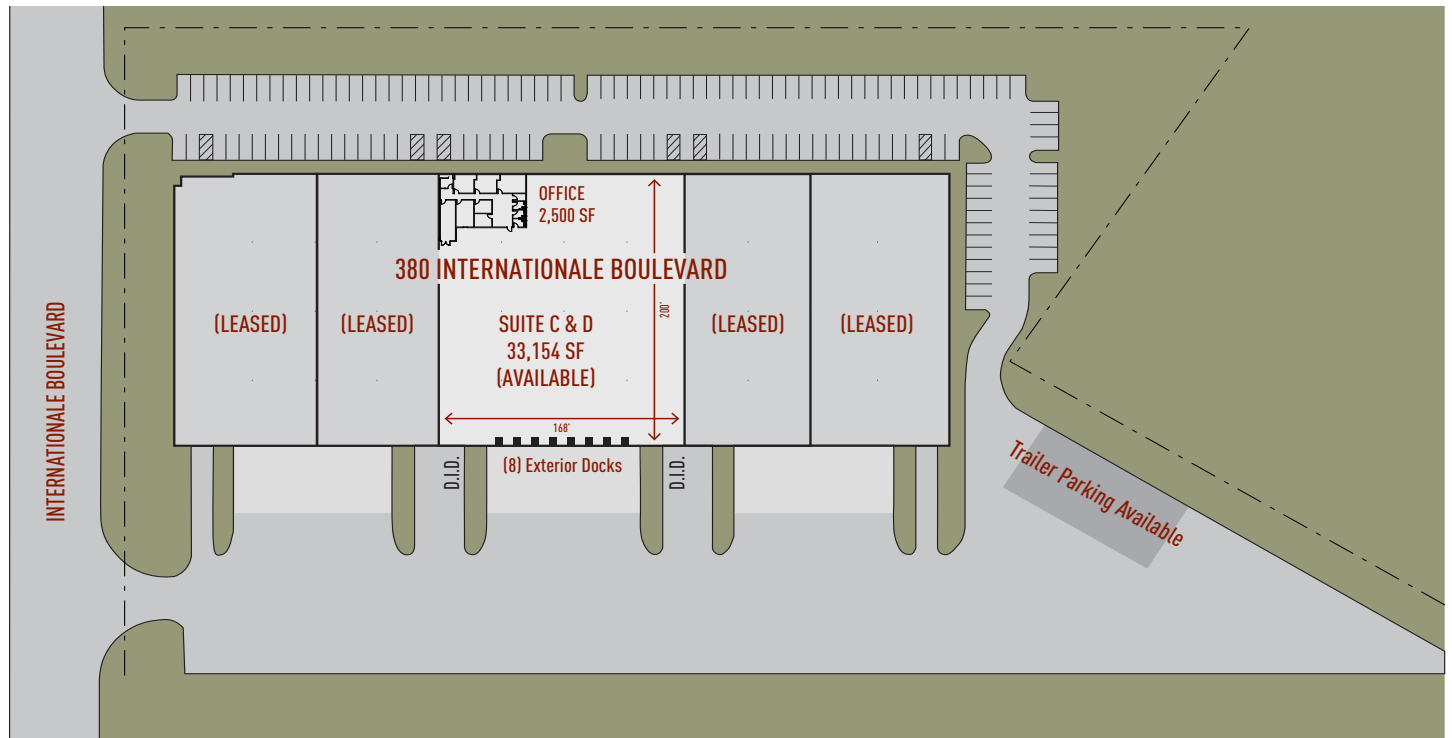 OFFICE
2,500 SF
380 INTERNATIONALE BOULEVARD
INTERNATIONALE BOULEVARD
(LEASED)
(LEASED)
SUITE C & D
33,154 SF
(AVAILABLE)
200'
(LEASED)
(LEASED)
168'
D.I.D.
(8) Exterior Docks
D.I.D.
Trailer Parking Available